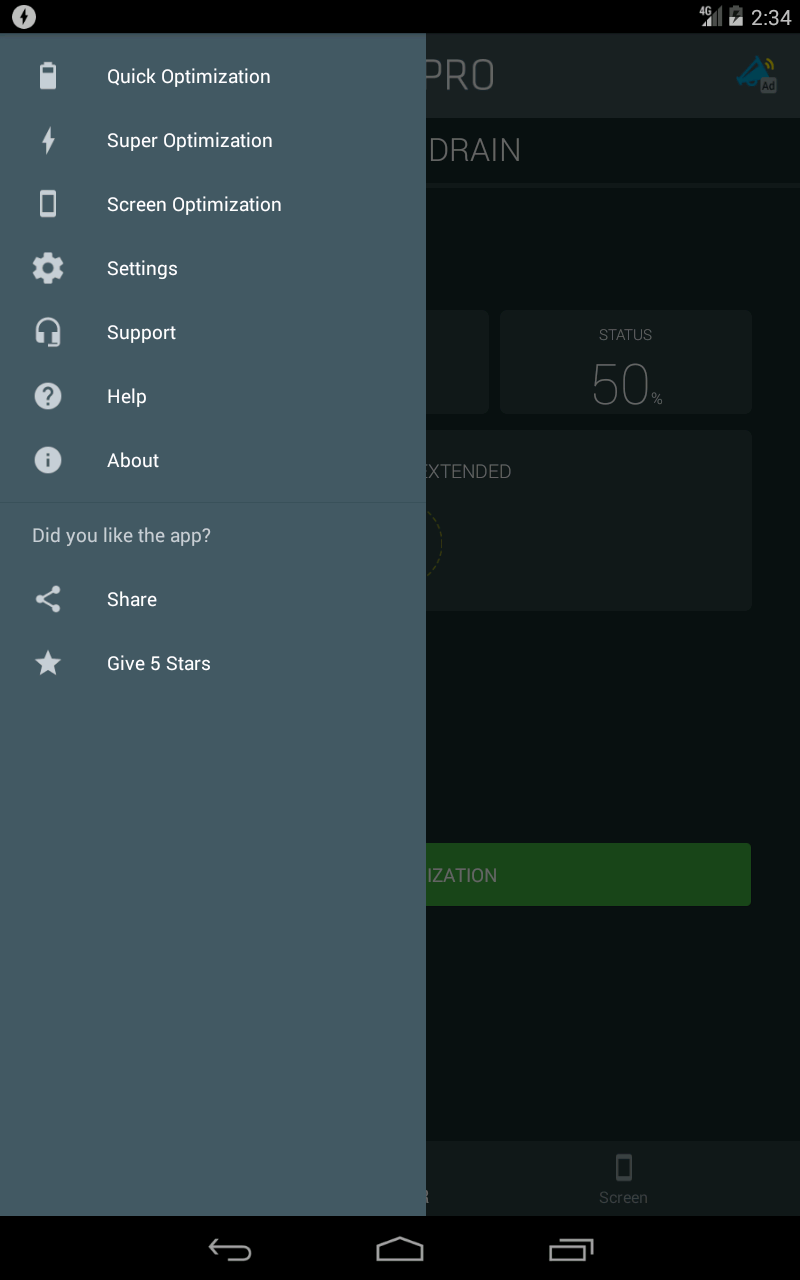 4G 2:34
Quick Optimization
Super Optimization
Screen Optimization
Settings
Support
Help
About
Did you like the app?
Share
Give 5 Stars
PRO
Ad
DRAIN
STATUS
50%
EXTENDED
IZATION
R
Screen